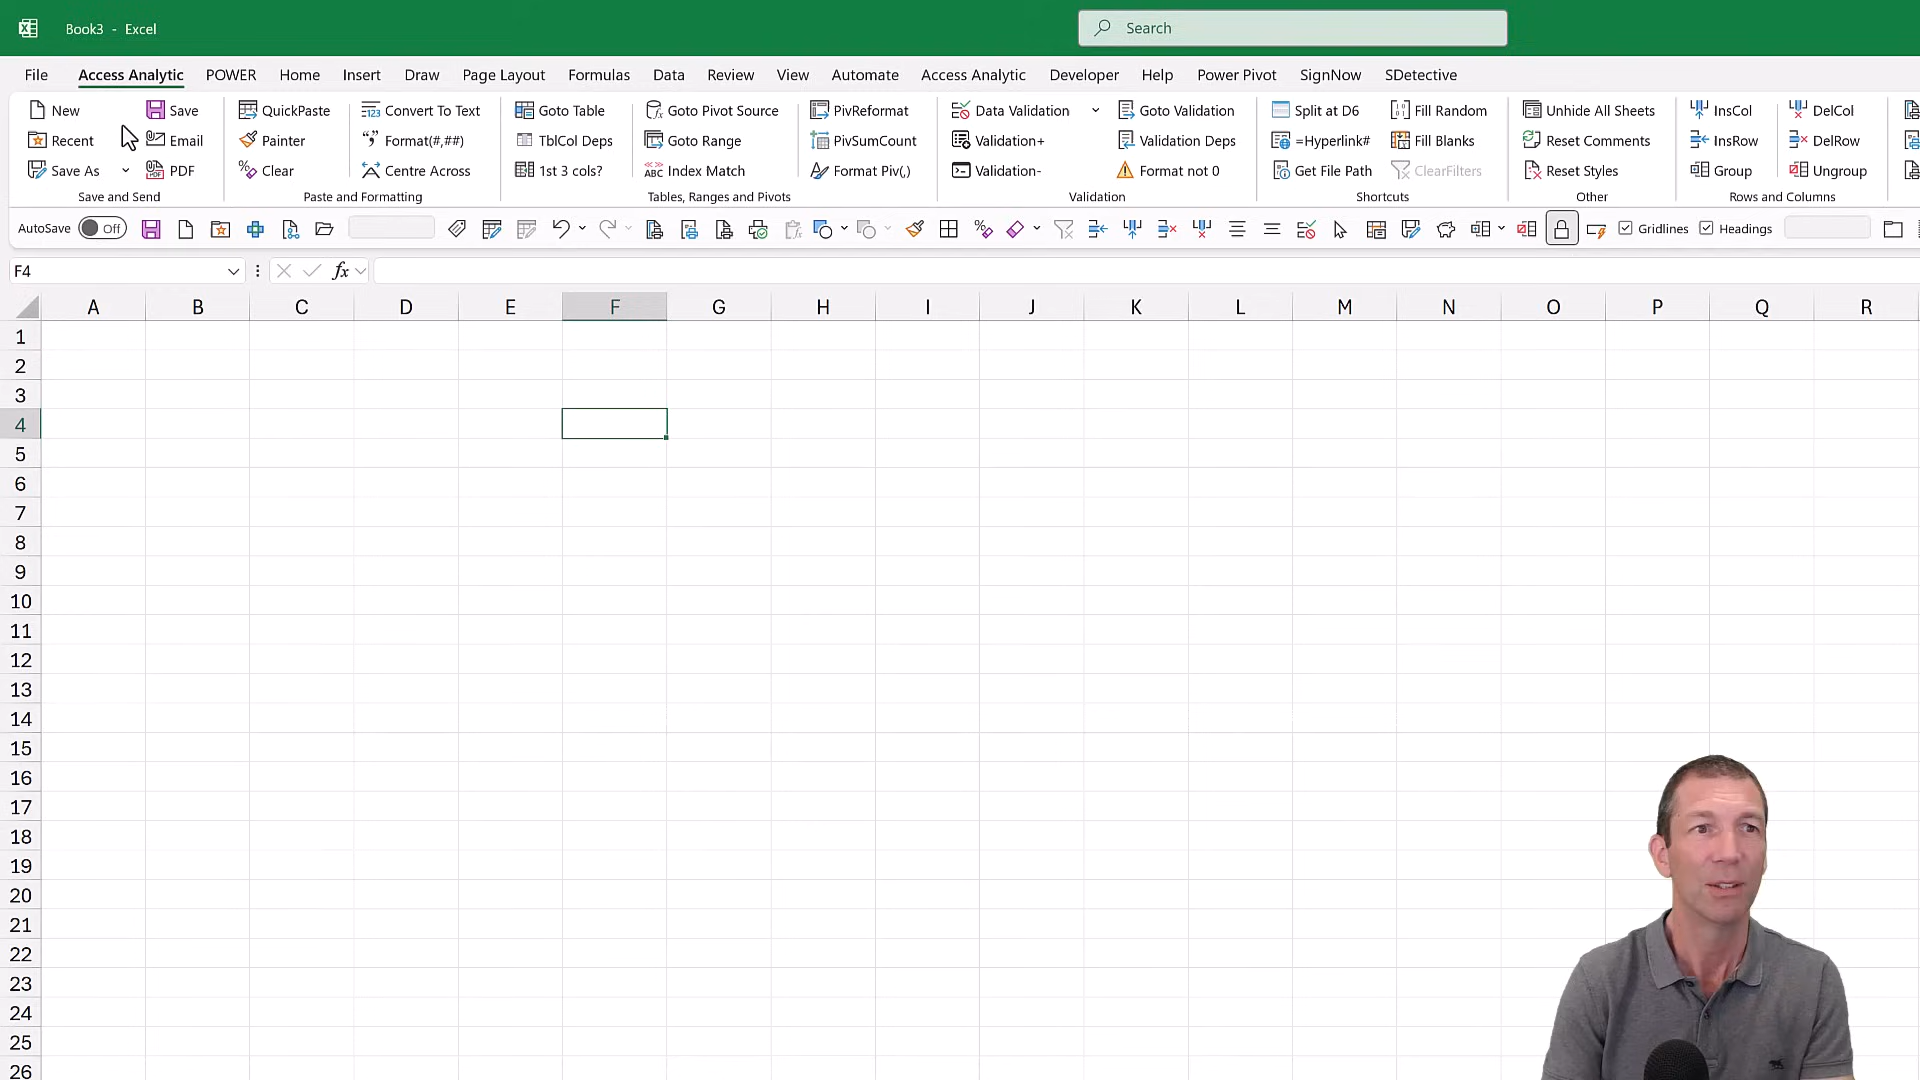 Book3 - Excel
Search
File Access Analytic POWER Home Insert Draw Page Layout Formulas Data Review View Automate Access Analytic Developer Help Power Pivot SignNow SDetective
New Save QuickPaste Convert To Text Goto Table Goto Pivot Source PivReformat Data Validation Goto Validation Split at D6 Fill Random Unhide All Sheets InsCol DelCol
Recent Email Painter Format(#,##) TblCol Deps Goto Range PivSumCount Validation+ Validation Deps =Hyperlink# Fill Blanks Reset Comments InsRow DelRow
Save As PDF Clear Centre Across 1st 3 cols? Index Match Format Piv(,) Validation- Format not 0 Get File Path ClearFilters Reset Styles Group Ungroup
Save and Send Paste and Formatting Tables, Ranges and Pivots Validation Shortcuts Other Rows and Columns
AutoSave Off Gridlines Headings
F4 fx
A B C D E F G H I J K L M N O P Q R
1
2
3
4
5
6
7
8
9
10
11
12
13
14
15
16
17
18
19
20
21
22
23
24
25
26